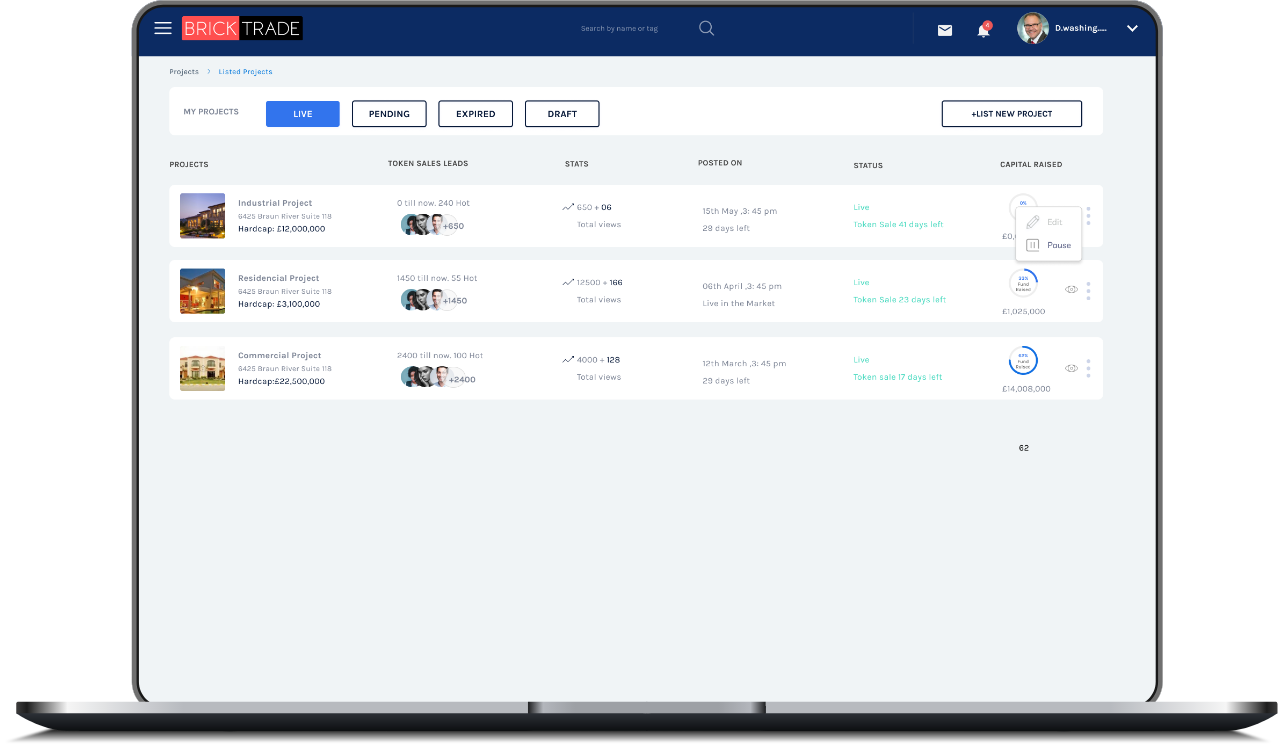 BRICK TRADE
Search by name or tag
D.washing....
Projects > Listed Projects
MY PROJECTS LIVE PENDING EXPIRED DRAFT +LIST NEW PROJECT
PROJECTS TOKEN SALES LEADS STATS POSTED ON STATUS CAPITAL RAISED
Industrial Project
6425 Braun River Suite 118
Hardcap: £12,000,000
0 till now. 240 Hot
+650
650 + 06
Total views
15th May ,3: 45 pm
29 days left
Live
Token Sale 41 days left
0%
£0,
Edit
Pause
Residencial Project
6425 Braun River Suite 118
Hardcap: £3,100,000
1450 till now. 55 Hot
+1450
12500 + 166
Total views
06th April ,3: 45 pm
Live in the Market
Live
Token Sale 23 days left
Fund
Raised
£1,025,000
Commercial Project
6425 Braun River Suite 118
Hardcap:£22,500,000
2400 till now. 100 Hot
+2400
4000 + 128
Total views
12th March ,3: 45 pm
29 days left
Live
Token sale 17 days left
62%
Fund
Raised
£14,008,000
62